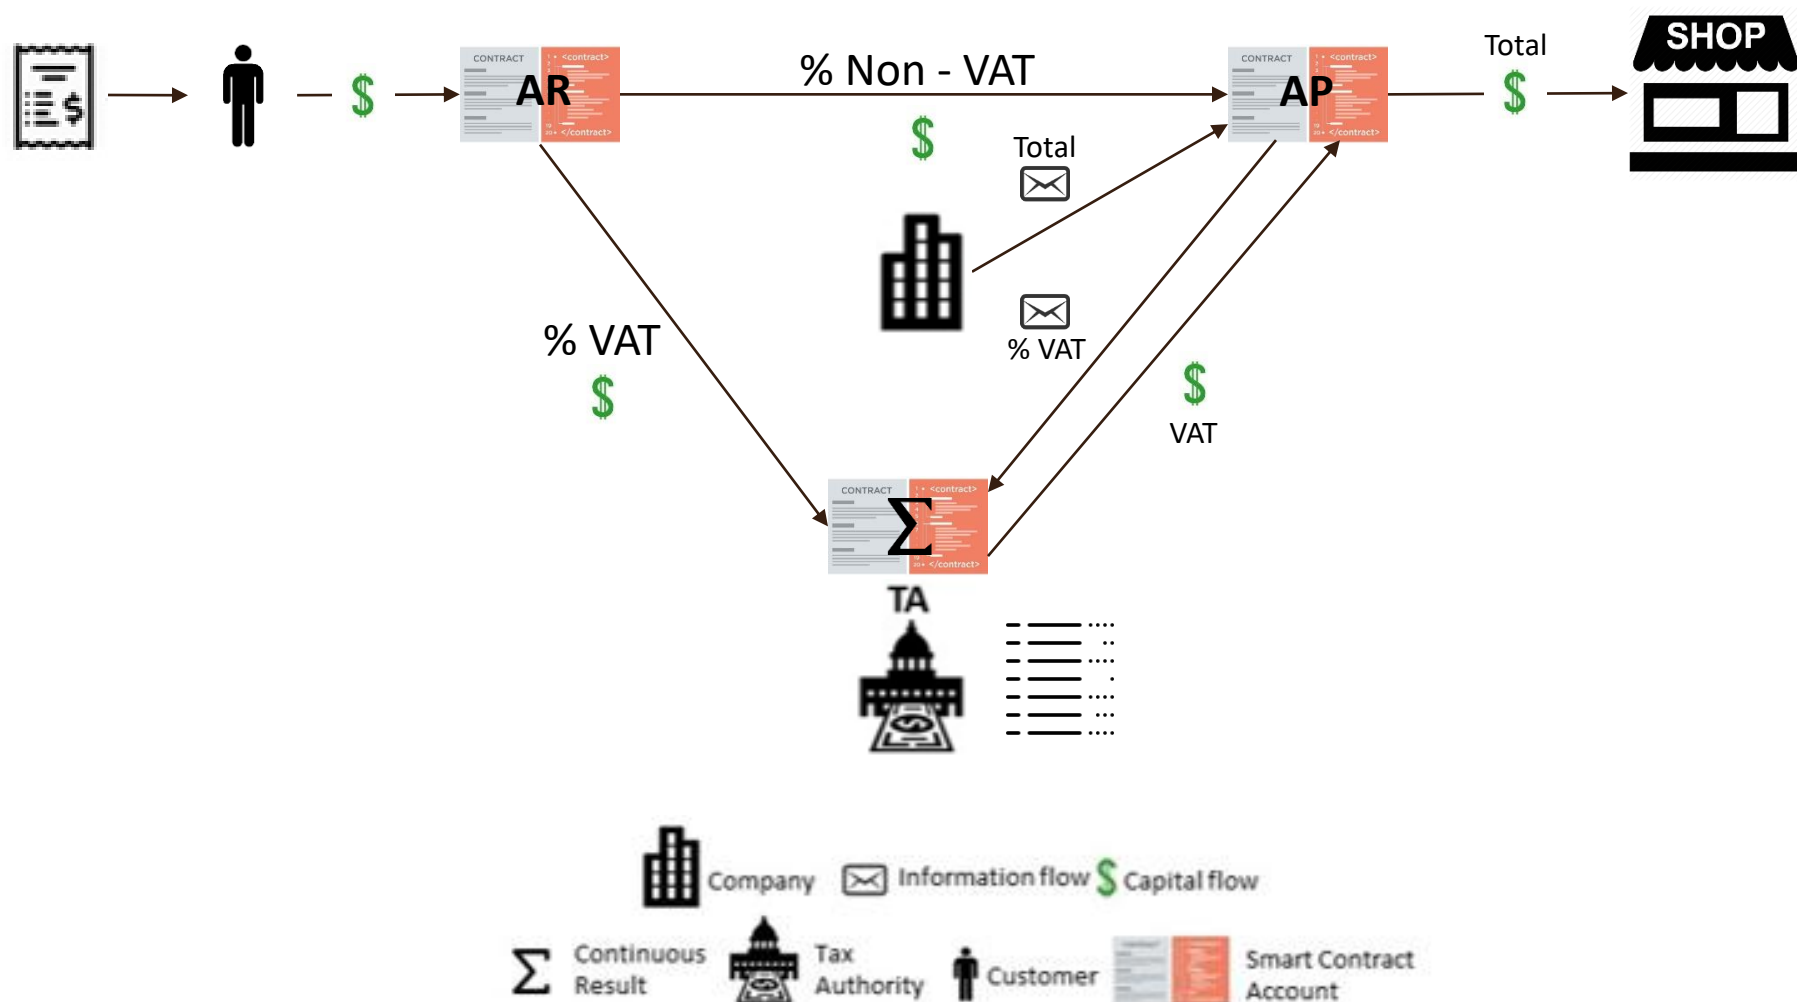 CONTRACT
<contract>
AR
</contract>
% Non - VAT
CONTRACT
<contract>
AP
</contract>
Total
SHOP
Total
% VAT
% VAT
VAT
CONTRACT
<contract>
Σ
</contract>
TA
Company
Information flow
Capital flow
Σ
Continuous
Result
Tax
Authority
Customer
Smart Contract
Account